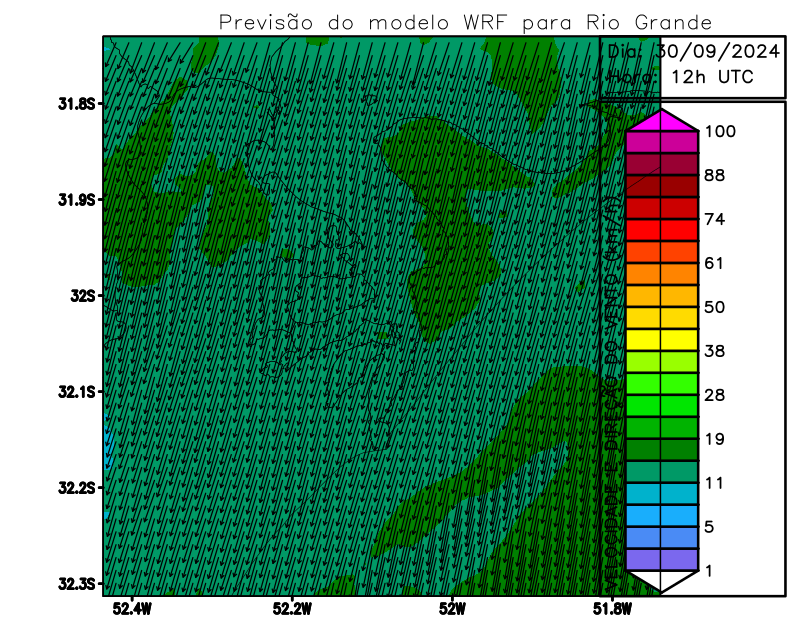 Previsão do modelo WRF para Rio Grande
Dia: 30/09/2024
Hora: 12h UTC
31.8S
31.9S
32S
32.1S
32.2S
32.3S
52.4W
52.2W
52W
51.8W
VELOCIDADE E DIREÇÃO DO VENTO (km/h)
100
88
74
61
50
38
28
19
11
5
1